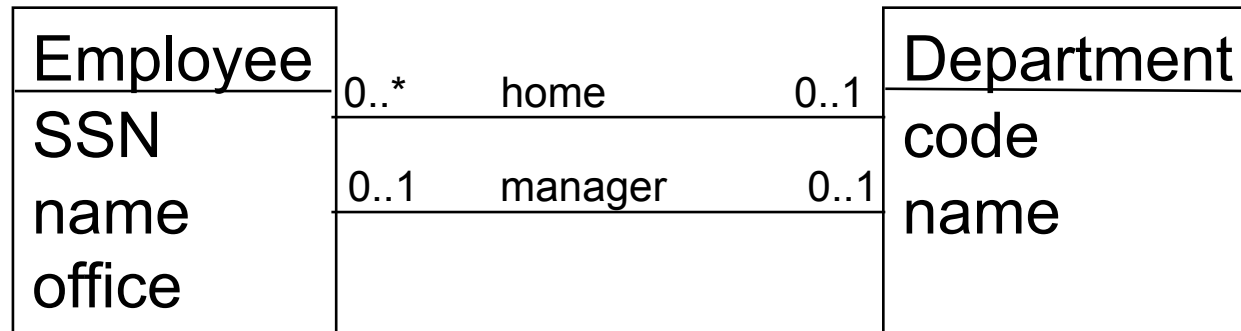 Employee
SSN
name
office
0..* home 0..1
0..1 manager 0..1
Department
code
name